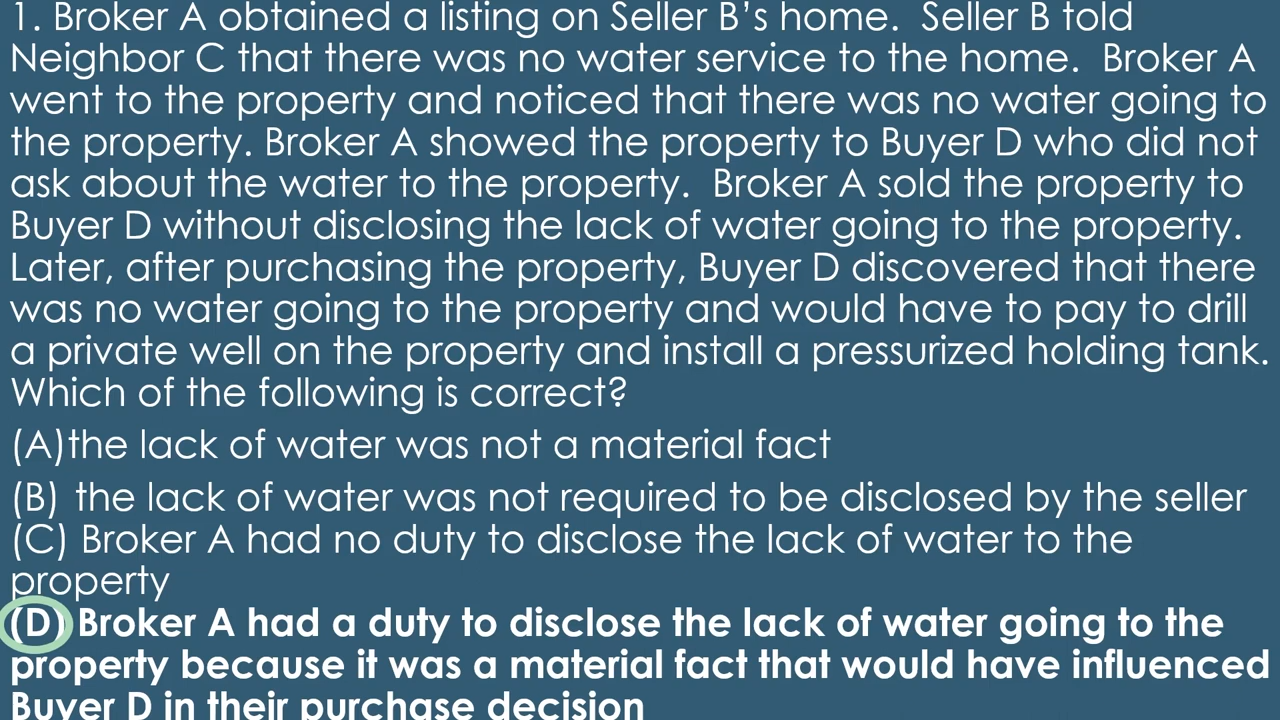 1. Broker A obtained a listing on Seller B’s home.  Seller B told
Neighbor C that there was no water service to the home.  Broker A
went to the property and noticed that there was no water going to
the property. Broker A showed the property to Buyer D who did not
ask about the water to the property.  Broker A sold the property to
Buyer D without disclosing the lack of water going to the property.
Later, after purchasing the property, Buyer D discovered that there
was no water going to the property and would have to pay to drill
a private well on the property and install a pressurized holding tank.
Which of the following is correct?
(A)the lack of water was not a material fact
(B) the lack of water was not required to be disclosed by the seller
(C) Broker A had no duty to disclose the lack of water to the
property
(D) Broker A had a duty to disclose the lack of water going to the
property because it was a material fact that would have influenced
Buyer D in their purchase decision